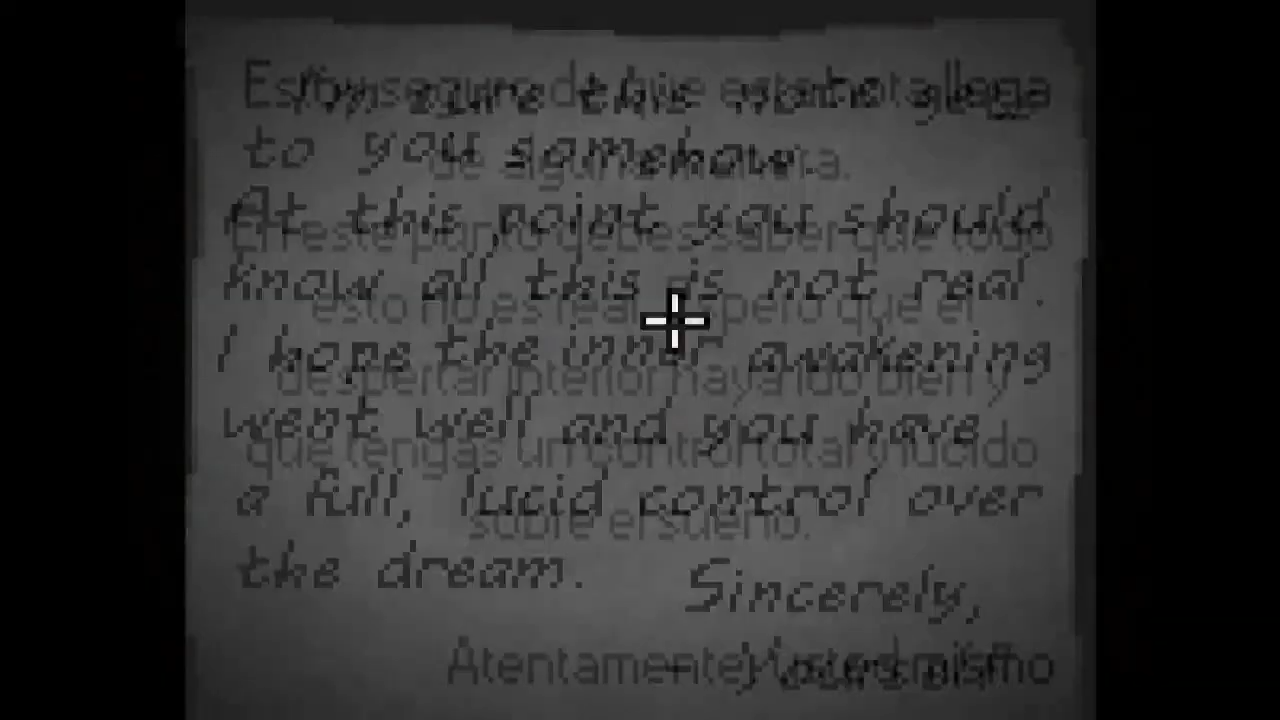 I'm sure this note gets
to you somehow.
At this point you should
know all this is not real.
I hope the inner awakening
went well and you have
a full, lucid control over
the dream.
Sincerely,
- Yourself
Estoy seguro de que esta nota llega
de alguna manera.
En este punto debes saber que todo
esto no es real. Espero que el
despertar interior haya ido bien y
que tengas un control total y lúcido
sobre el sueño.
Atentamente, Usted mismo